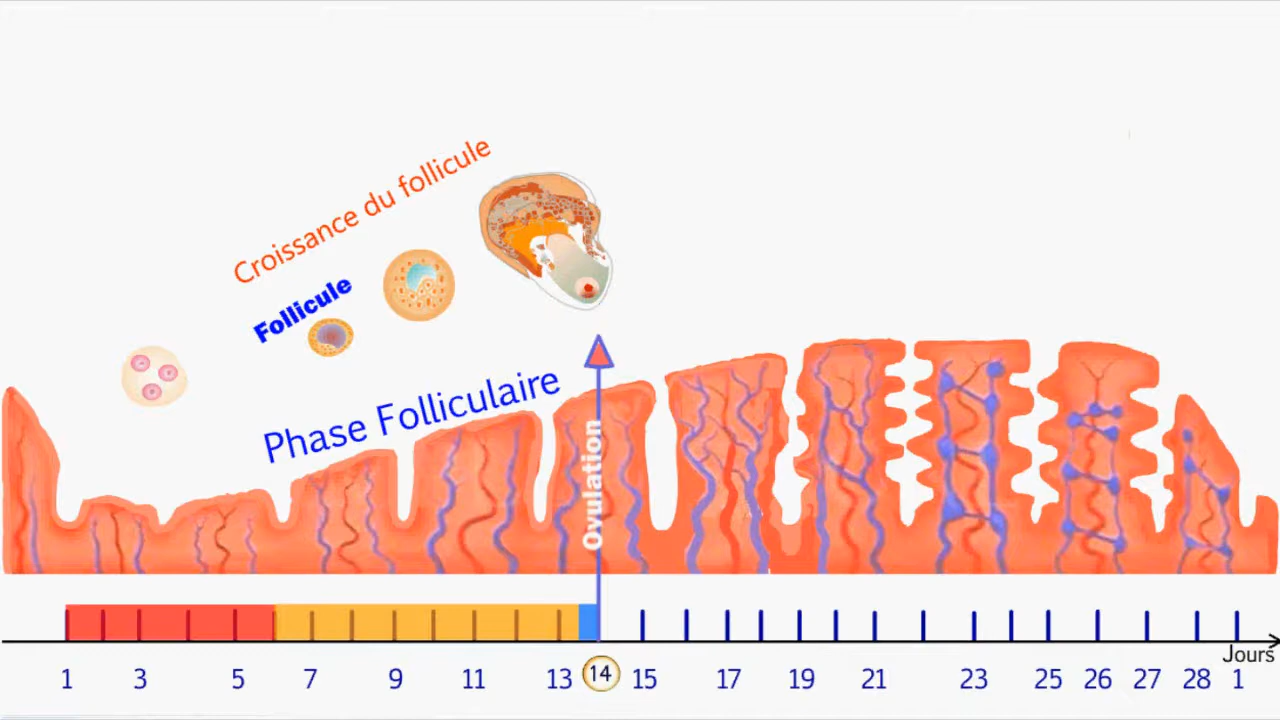 Croissance du follicule
Follicule
Phase Folliculaire
Ovulation
Jours
1 3 5 7 9 11 13 14 15 17 19 21 23 25 26 27 28 1